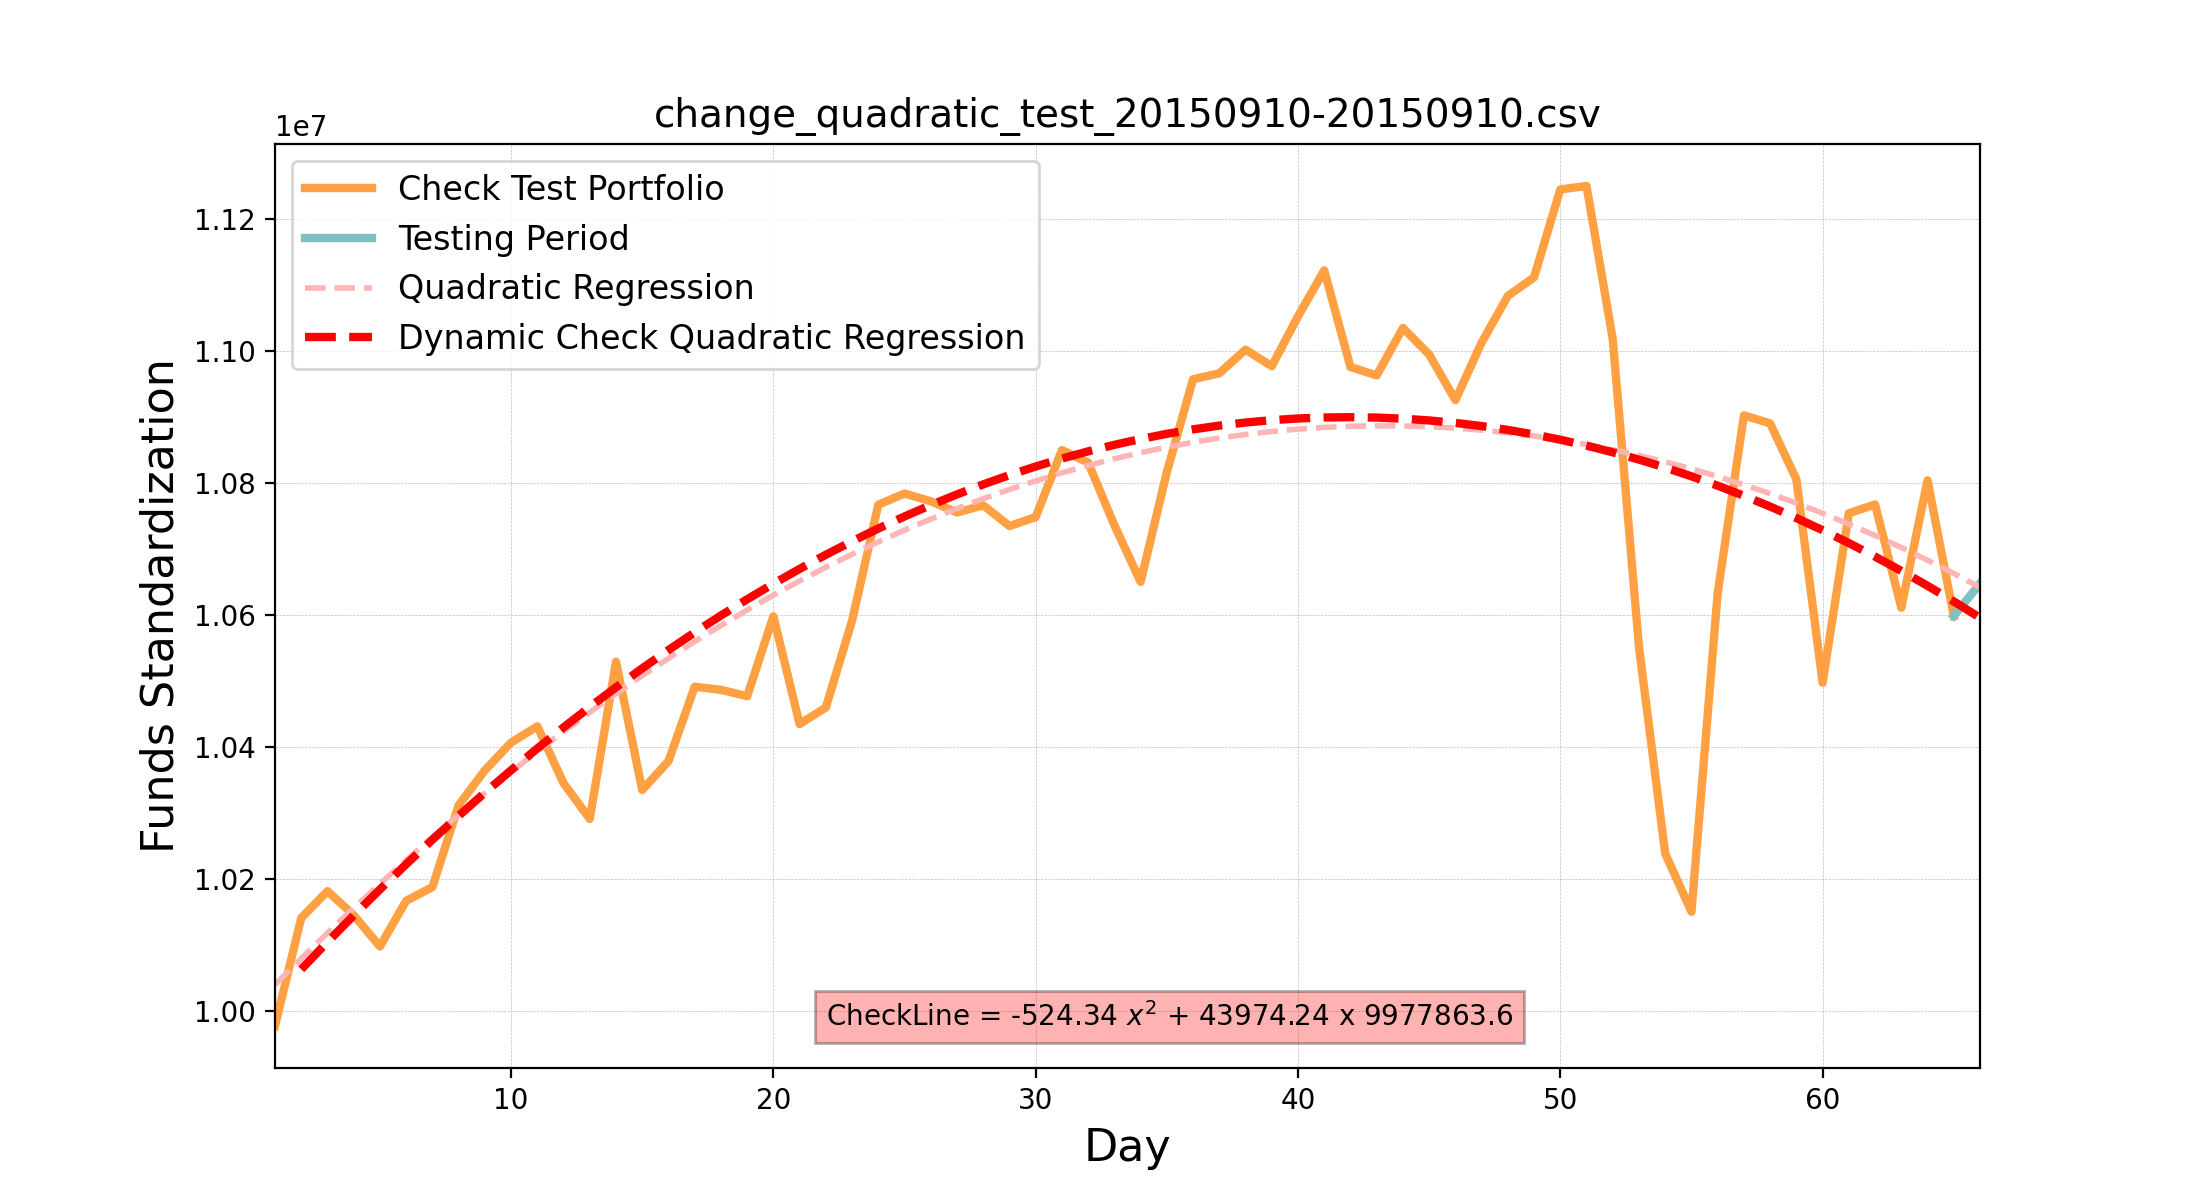 change_quadratic_test_20150910-20150910.csv
1e7
Check Test Portfolio
Testing Period
Quadratic Regression
Dynamic Check Quadratic Regression
1.12
1.10
1.08
1.06
1.04
1.02
1.00
Funds Standardization
CheckLine = -524.34 x² + 43974.24 x 9977863.6
10 20 30 40 50 60
Day